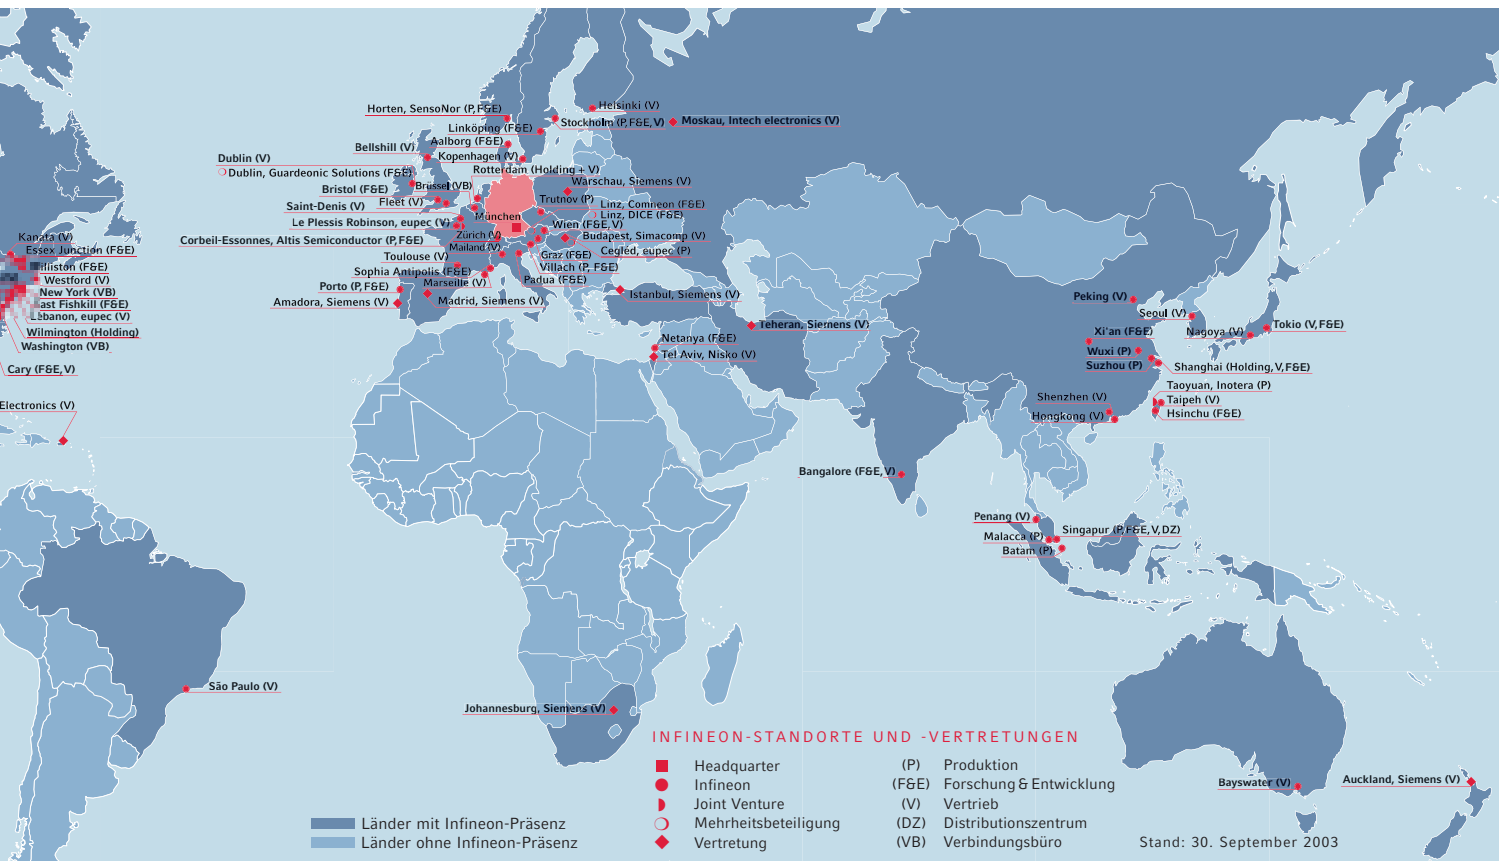 Horten, SensoNor (P, F&E)
Helsinki (V)
Linköping (F&E)
Stockholm (P, F&E, V)
Moskau, Intech electronics (V)
Aalborg (F&E)
Bellshill (V)
Kopenhagen (V)
Dublin (V)
Dublin, Guardeonic Solutions (F&E)
Rotterdam (Holding + V)
Warschau, Siemens (V)
Bristol (F&E)
Brüssel (VB)
Fleet (V)
Trutnov (P)
Linz, Comneon (F&E)
Linz, DICE (F&E)
Saint-Denis (V)
München
Le Plessis Robinson, eupec (V)
Wien (F&E, V)
Zürich (V)
Budapest, Simacomp (V)
Corbeil-Essonnes, Altis Semiconductor (P, F&E)
Mailand (V)
Cegléd, eupec (P)
Toulouse (V)
Graz (F&E)
Villach (P, F&E)
Sophia Antipolis (F&E)
Padua (F&E)
Marseille (V)
Porto (P, F&E)
Amadora, Siemens (V)
Madrid, Siemens (V)
Istanbul, Siemens (V)
Teheran, Siemens (V)
Netanya (F&E)
Tel Aviv, Nisko (V)
Kanata (V)
Essex Junction (F&E)
illiston (F&E)
Westford (V)
New York (VB)
ast Fishkill (F&E)
Lebanon, eupec (V)
Wilmington (Holding)
Washington (VB)
Cary (F&E, V)
Electronics (V)
Peking (V)
Seoul (V)
Nagoya (V)
Tokio (V, F&E)
Xi'an (F&E)
Wuxi (P)
Suzhou (P)
Shanghai (Holding, V, F&E)
Taoyuan, Inotera (P)
Shenzhen (V)
Taipeh (V)
Hongkong (V)
Hsinchu (F&E)
Bangalore (F&E, V)
Penang (V)
Malacca (P)
Singapur (P, F&E, V, DZ)
Batam (P)
São Paulo (V)
Johannesburg, Siemens (V)
Bayswater (V)
Auckland, Siemens (V)
INFINEON-STANDORTE UND -VERTRETUNGEN
Headquarter
Infineon
Joint Venture
Mehrheitsbeteiligung
Vertretung
(P) Produktion
(F&E) Forschung & Entwicklung
(V) Vertrieb
(DZ) Distributionszentrum
(VB) Verbindungsbüro
Länder mit Infineon-Präsenz
Länder ohne Infineon-Präsenz
Stand: 30. September 2003